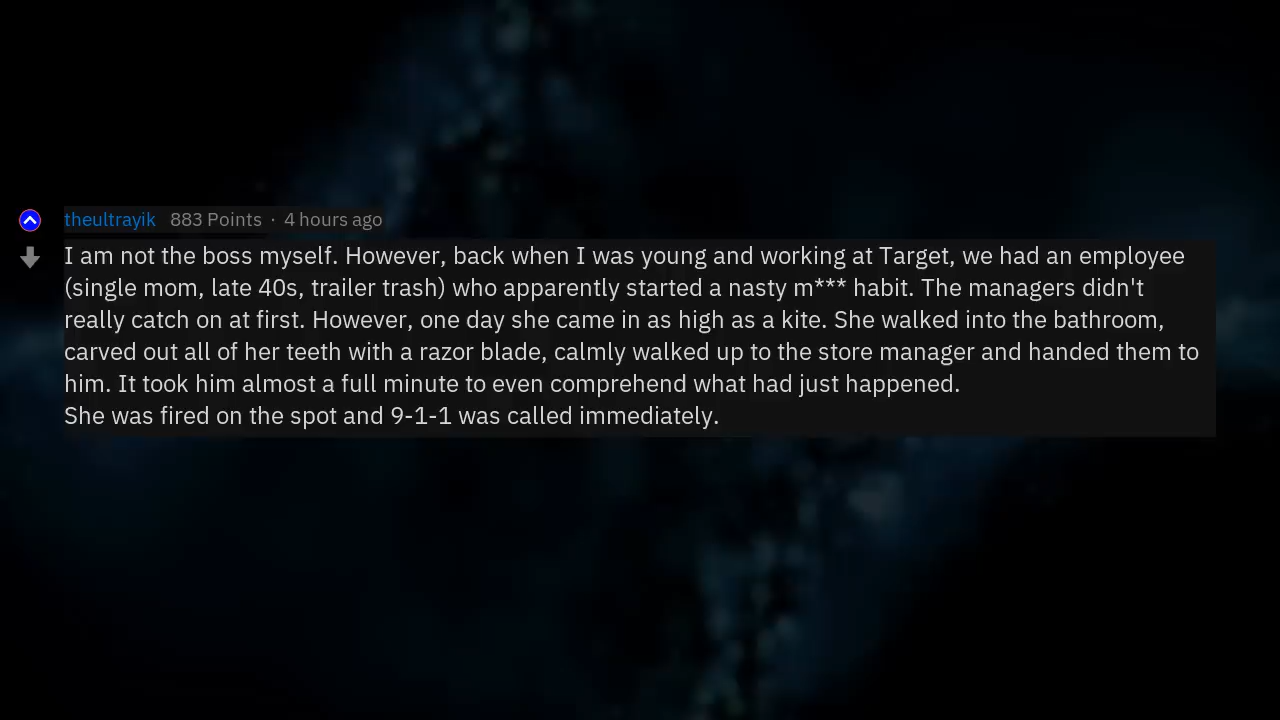 theultrayik 883 Points · 4 hours ago
I am not the boss myself. However, back when I was young and working at Target, we had an employee
(single mom, late 40s, trailer trash) who apparently started a nasty m*** habit. The managers didn't
really catch on at first. However, one day she came in as high as a kite. She walked into the bathroom,
carved out all of her teeth with a razor blade, calmly walked up to the store manager and handed them to
him. It took him almost a full minute to even comprehend what had just happened.
She was fired on the spot and 9-1-1 was called immediately.